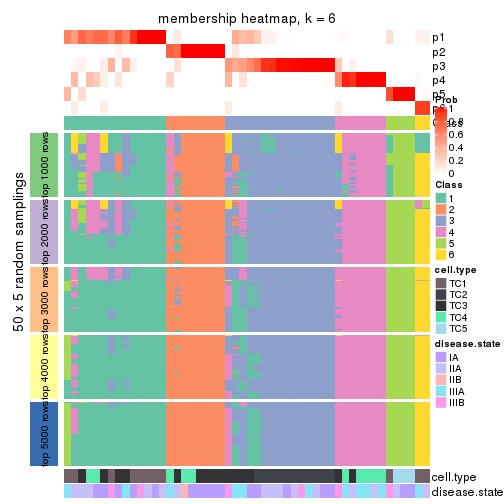 membership heatmap, k = 6
p1
p2
p3
p4
p5
p6
Class
50 x 5 random samplings
top 1000 rows
top 2000 rows
top 3000 rows
top 4000 rows
top 5000 rows
Prob
1
0.8
0.6
0.4
0.2
0
Class
1
2
3
4
5
6
cell.type
TC1
TC2
TC3
TC4
TC5
disease.state
IA
IIA
IIB
IIIA
IIIB
cell.type
disease.state